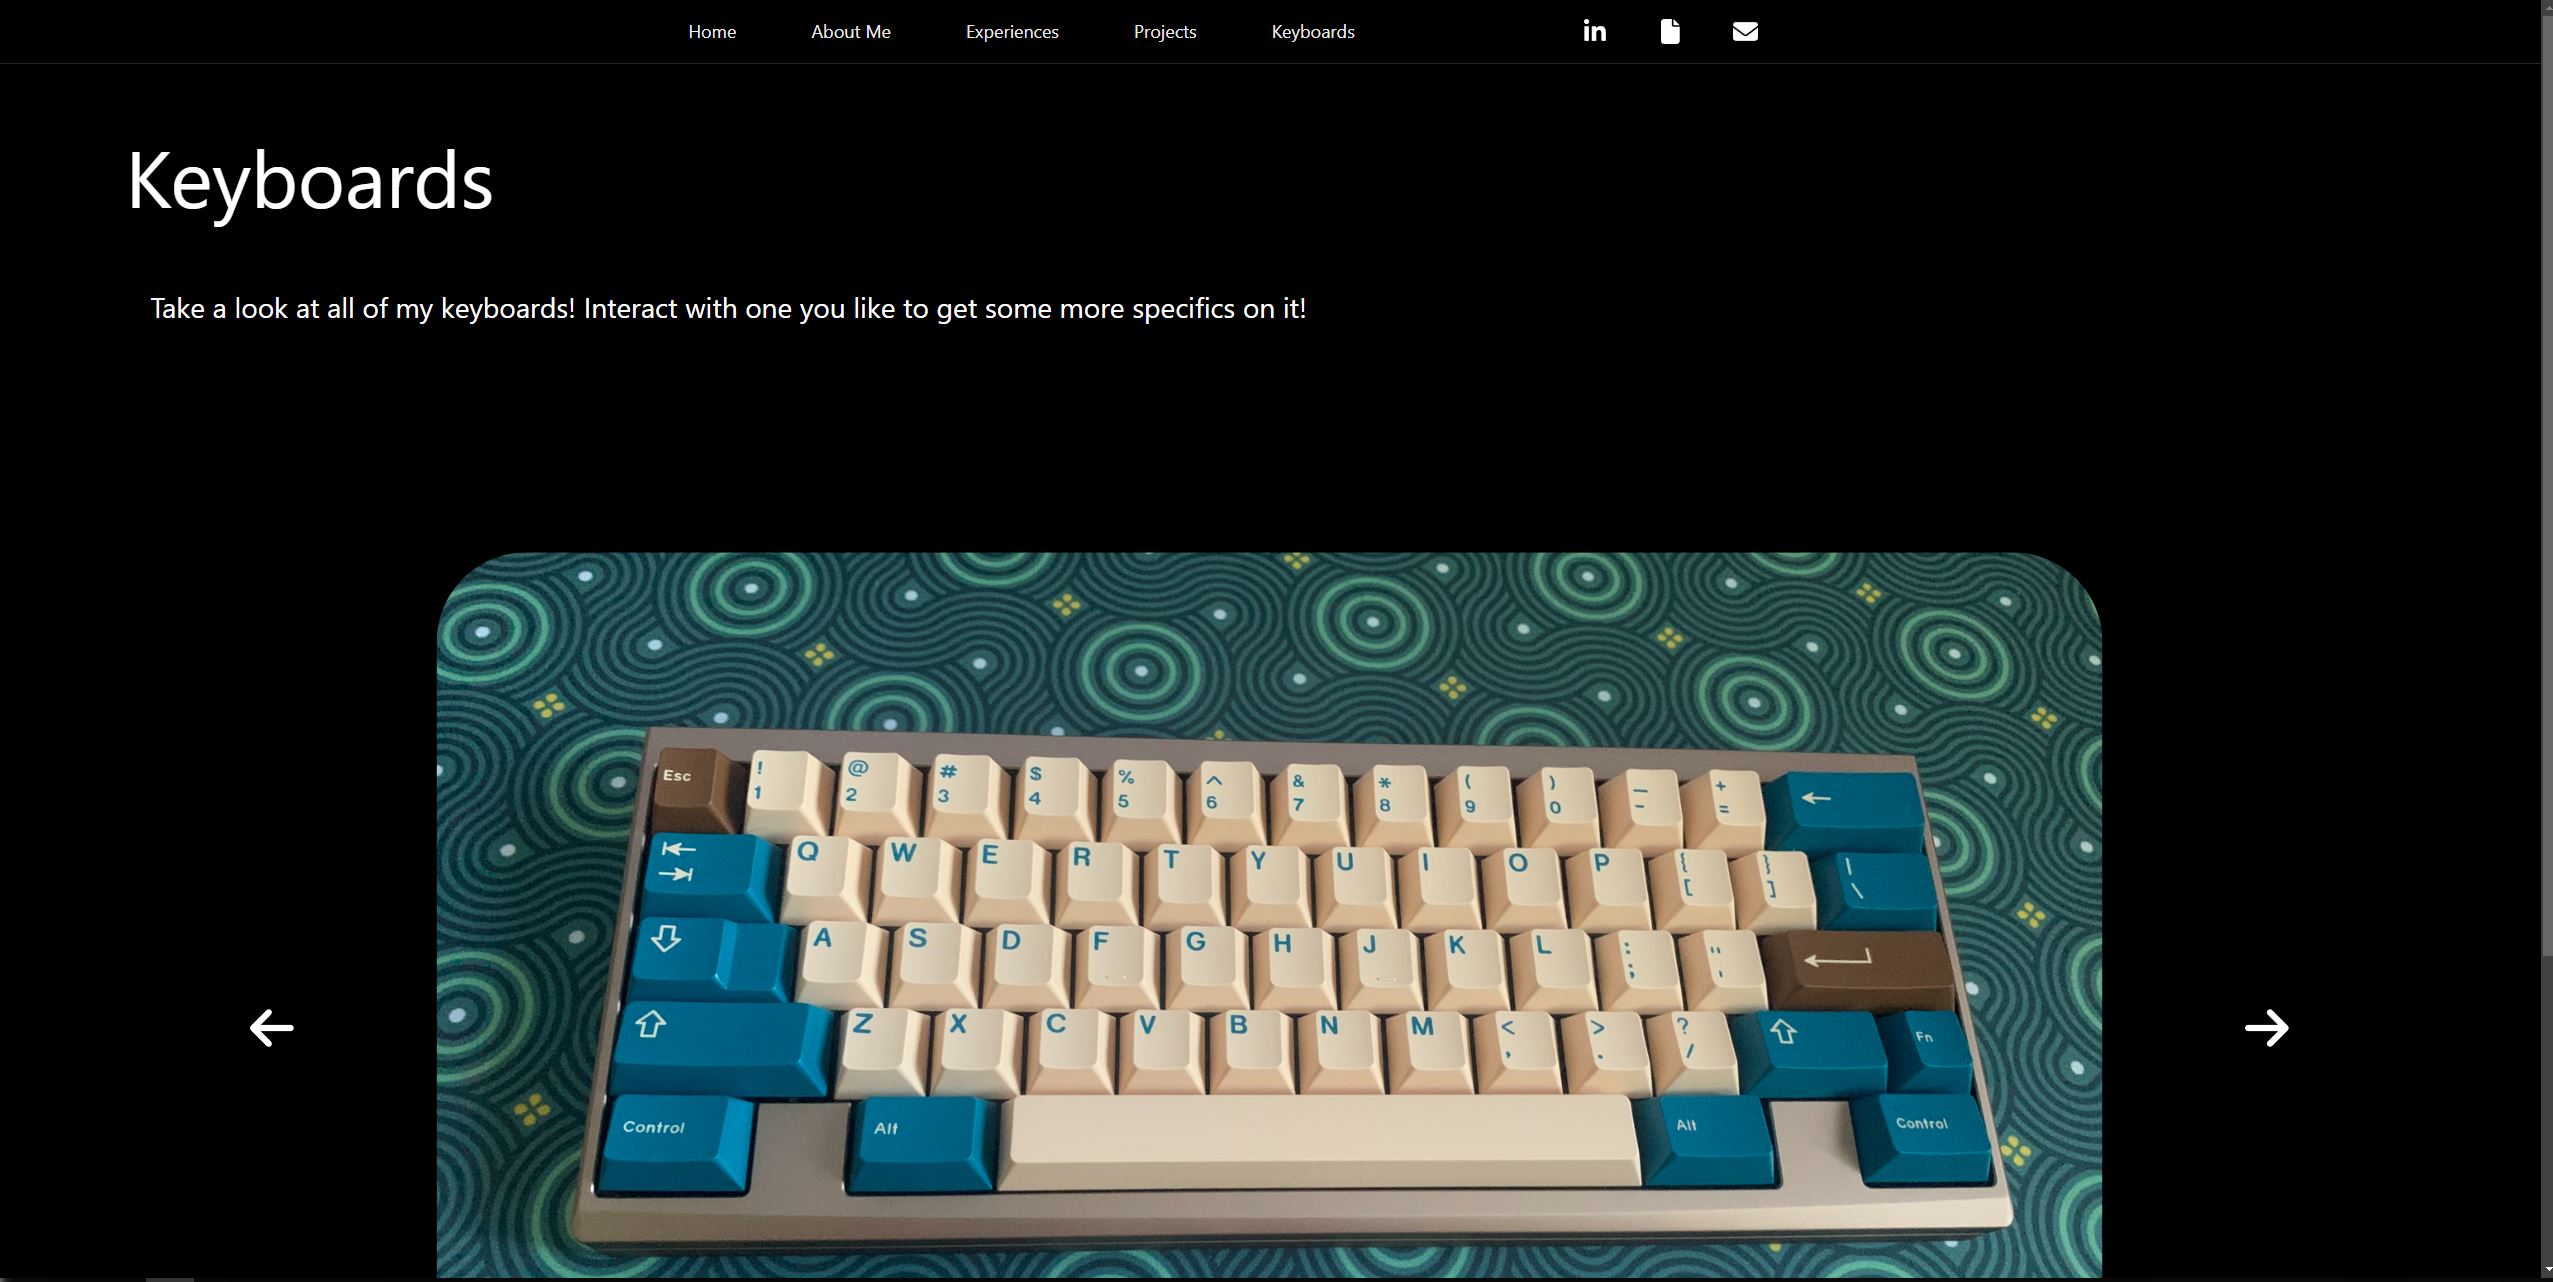 Home About Me Experiences Projects Keyboards in
Keyboards
Take a look at all of my keyboards! Interact with one you like to get some more specifics on it!
Esc ! 1 @ 2 # 3 $ 4 % 5 ^ 6 & 7 * 8 ( 9 ) 0 _ - + = ←
Q W E R T Y U I O P { [ } ] | \
A S D F G H J K L : ; " '
Z X C V B N M < , > . ? / Fn
Control Alt Alt Control